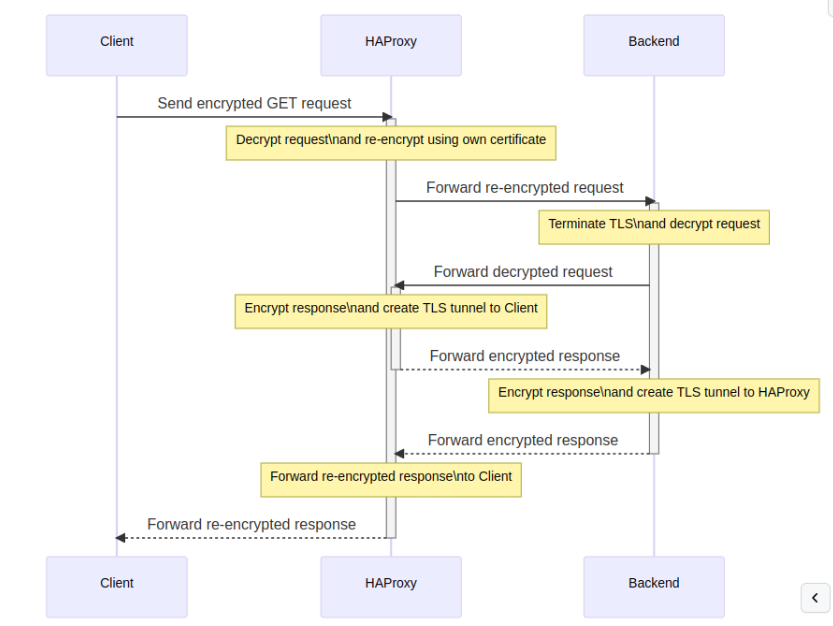 Client
HAProxy
Backend
Send encrypted GET request
Decrypt request\nand re-encrypt using own certificate
Forward re-encrypted request
Terminate TLS\nand decrypt request
Forward decrypted request
Encrypt response\nand create TLS tunnel to Client
Forward encrypted response
Encrypt response\nand create TLS tunnel to HAProxy
Forward encrypted response
Forward re-encrypted response\nto Client
Forward re-encrypted response
Client
HAProxy
Backend